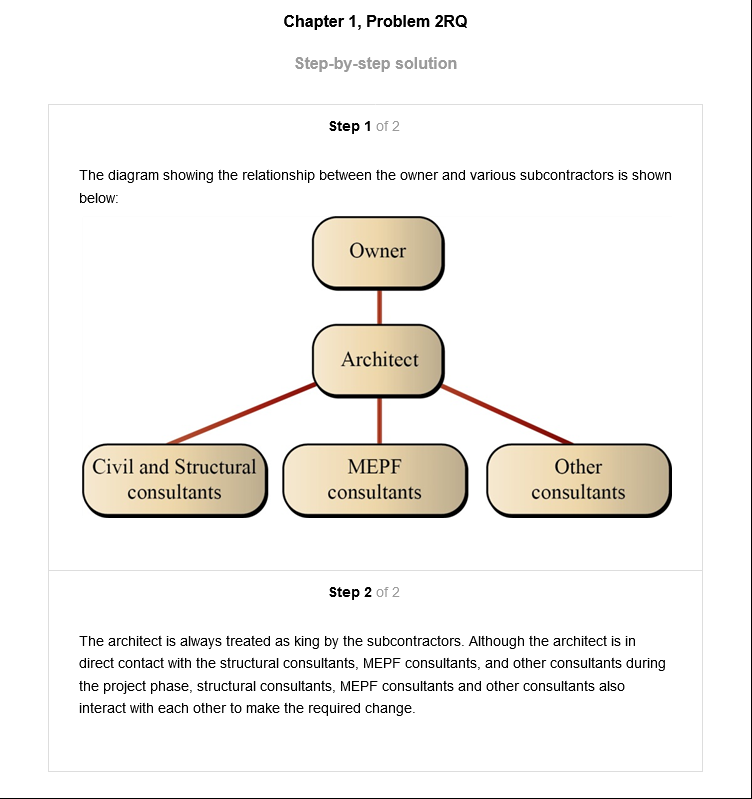 Chapter 1, Problem 2RQ
Step-by-step solution
Step 1 of 2
The diagram showing the relationship between the owner and various subcontractors is shown
below:
Owner
Architect
Civil and Structural
consultants
MEPF
consultants
Other
consultants
Step 2 of 2
The architect is always treated as king by the subcontractors. Although the architect is in
direct contact with the structural consultants, MEPF consultants, and other consultants during
the project phase, structural consultants, MEPF consultants and other consultants also
interact with each other to make the required change.